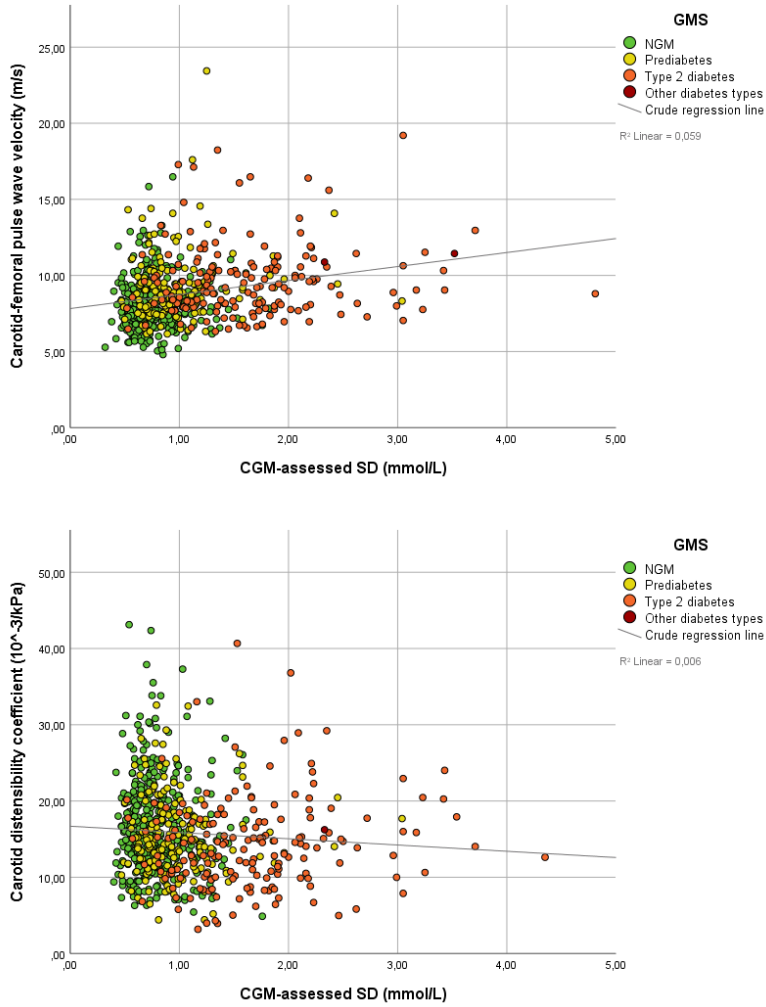 GMS
NGM
Prediabetes
Type 2 diabetes
Other diabetes types
Crude regression line
R² Linear = 0,059
25,00
20,00
15,00
10,00
5,00
,00
Carotid-femoral pulse wave velocity (m/s)
,00 1,00 2,00 3,00 4,00 5,00
CGM-assessed SD (mmol/L)
GMS
NGM
Prediabetes
Type 2 diabetes
Other diabetes types
Crude regression line
R² Linear = 0,006
50,00
40,00
30,00
20,00
10,00
,00
Carotid distensibility coefficient (10^-3/kPa)
,00 1,00 2,00 3,00 4,00 5,00
CGM-assessed SD (mmol/L)